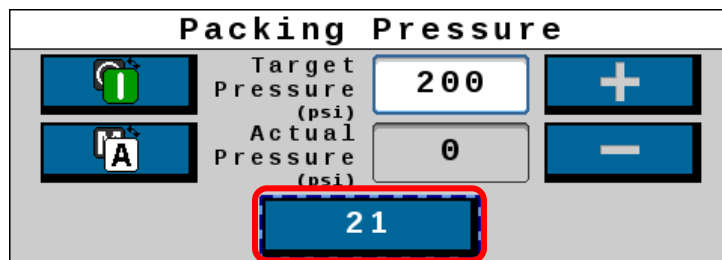 Packing Pressure
Target
Pressure
(psi)
200
+
Actual
Pressure
(psi)
0
−
I
A
21